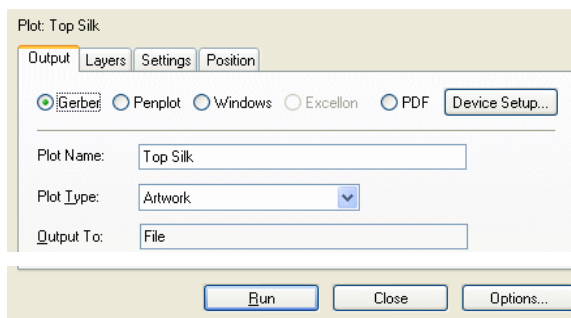 Plot: Top Silk
Output Layers Settings Position
Gerber Penplot Windows Excellon PDF Device Setup...
Plot Name: Top Silk
Plot Type: Artwork
Output To: File
Run Close Options...